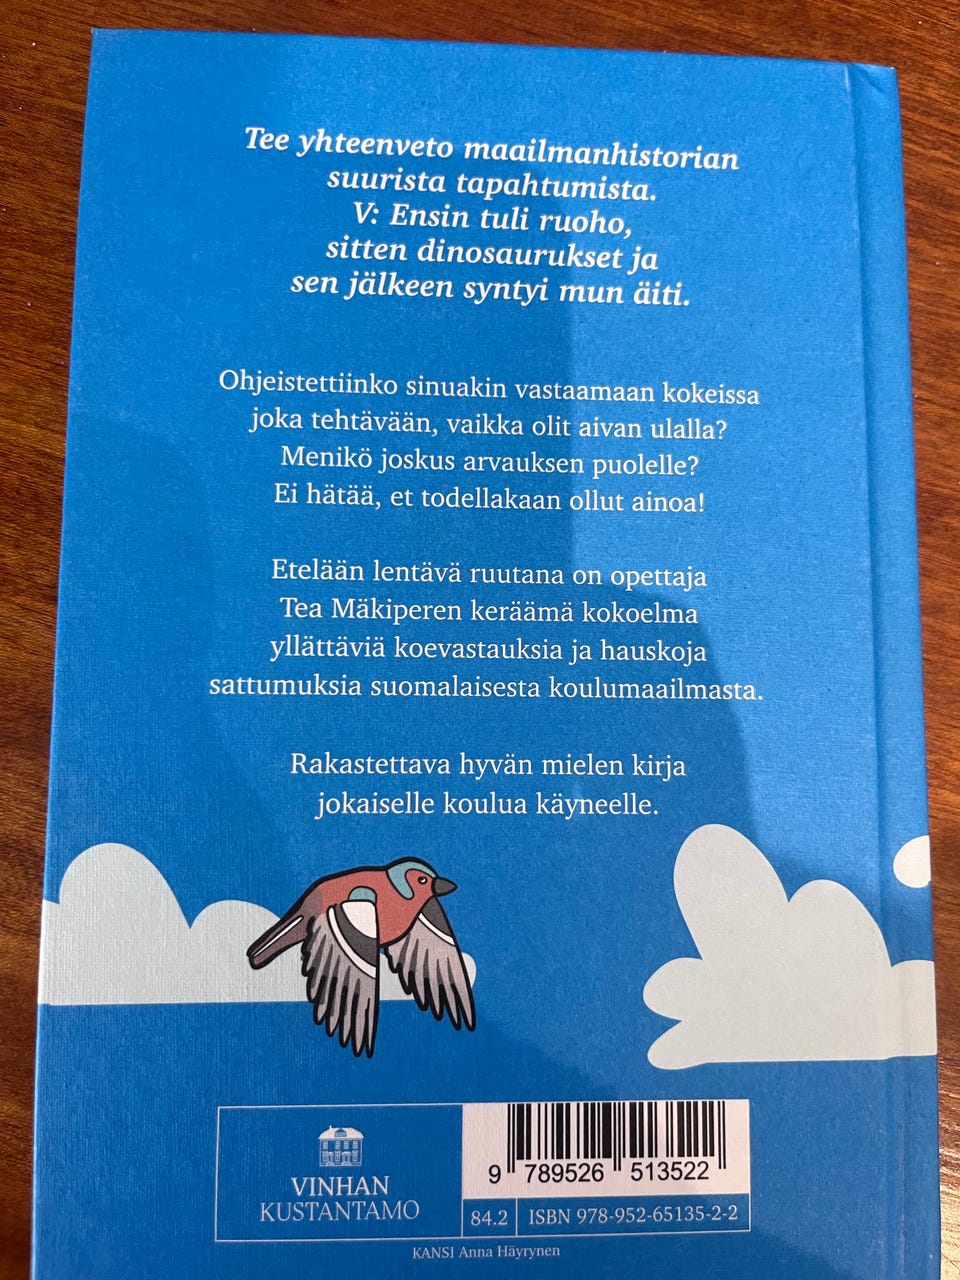 Tee yhteenveto maailmanhistorian
suurista tapahtumista.
V: Ensin tuli ruoho,
sitten dinosaurukset ja
sen jälkeen syntyi mun äiti.
Ohjeistettiinko sinuakin vastaamaan kokeissa
joka tehtävään, vaikka olit aivan ulalla?
Menikö joskus arvauksen puolelle?
Ei hätää, et todellakaan ollut ainoa!
Etelään lentävä ruutana on opettaja
Tea Mäkiperen keräämä kokoelma
yllättäviä koevastauksia ja hauskoja
sattumuksia suomalaisesta koulumaailmasta.
Rakastettava hyvän mielen kirja
jokaiselle koulua käyneelle.
VINHAN
KUSTANTAMO
9 789526 513522
84.2
ISBN 978-952-65135-2-2
KANSI Anna Häyrynen